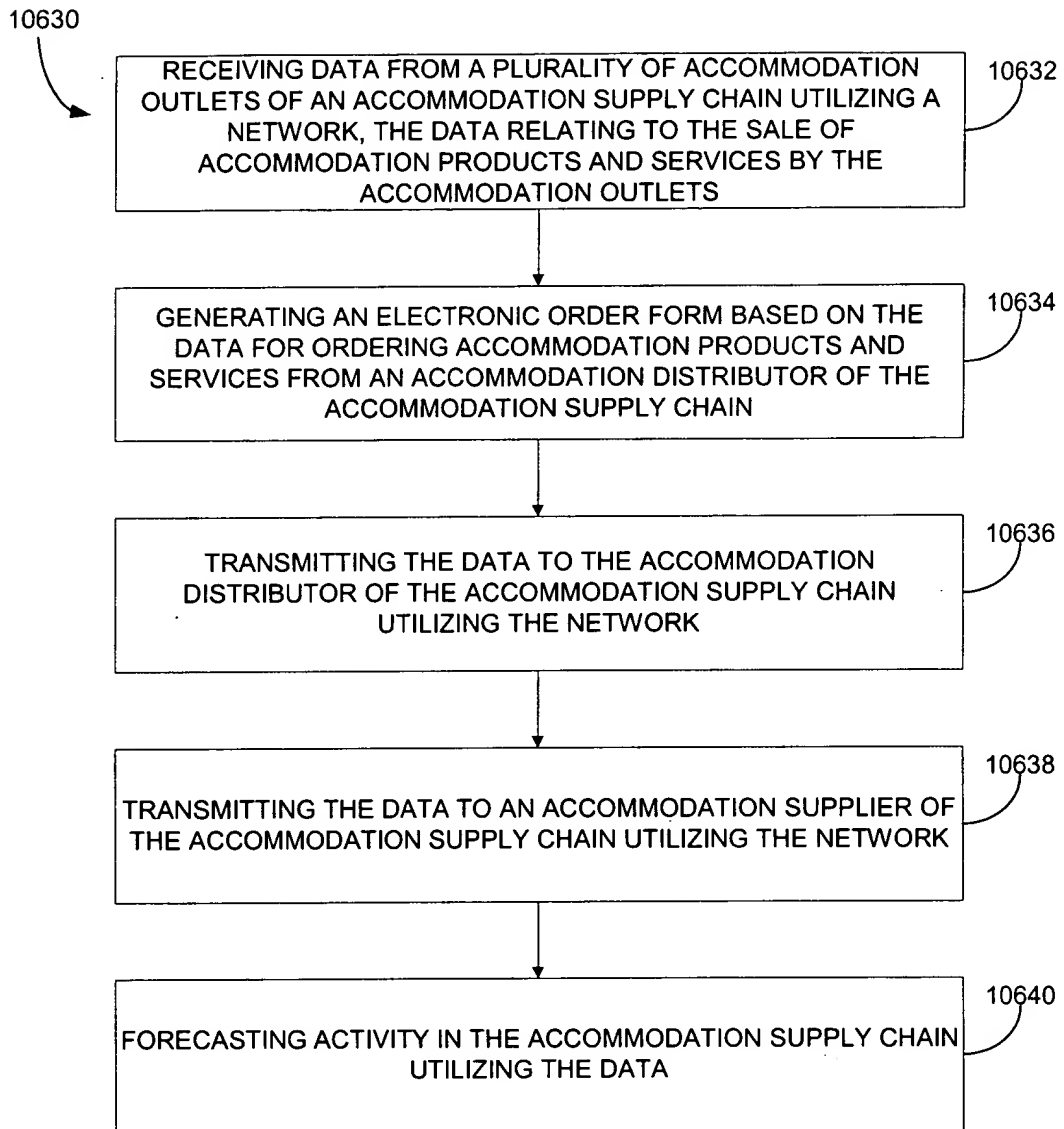 10630
RECEIVING DATA FROM A PLURALITY OF ACCOMMODATION
OUTLETS OF AN ACCOMMODATION SUPPLY CHAIN UTILIZING A
NETWORK, THE DATA RELATING TO THE SALE OF
ACCOMMODATION PRODUCTS AND SERVICES BY THE
ACCOMMODATION OUTLETS
10632
GENERATING AN ELECTRONIC ORDER FORM BASED ON THE
DATA FOR ORDERING ACCOMMODATION PRODUCTS AND
SERVICES FROM AN ACCOMMODATION DISTRIBUTOR OF THE
ACCOMMODATION SUPPLY CHAIN
10634
TRANSMITTING THE DATA TO THE ACCOMMODATION
DISTRIBUTOR OF THE ACCOMMODATION SUPPLY CHAIN
UTILIZING THE NETWORK
10636
TRANSMITTING THE DATA TO AN ACCOMMODATION SUPPLIER OF
THE ACCOMMODATION SUPPLY CHAIN UTILIZING THE NETWORK
10638
FORECASTING ACTIVITY IN THE ACCOMMODATION SUPPLY CHAIN
UTILIZING THE DATA
10640